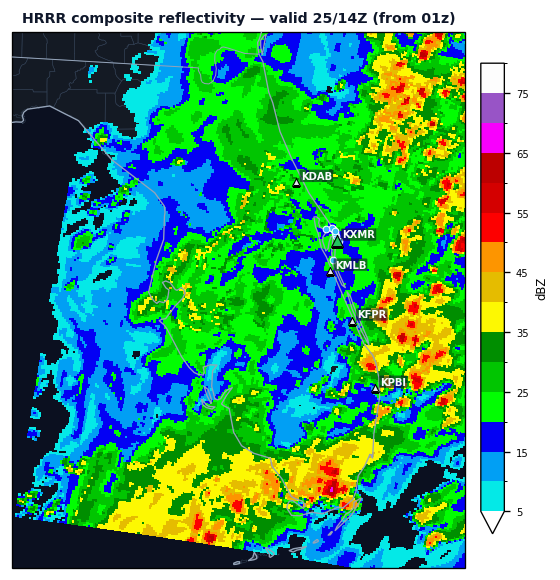 HRRR composite reflectivity — valid 25/14Z (from 01z)
KDAB
KXMR
KMLB
KFPR
KPBI
75
65
55
45
35
25
15
5
dBZ